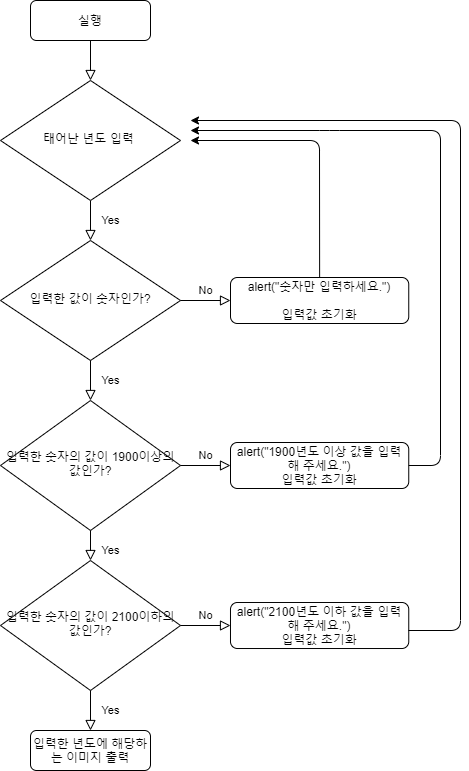 실행
태어난 년도 입력
Yes
입력한 값이 숫자인가?
No
alert("숫자만 입력하세요.")
입력값 초기화
Yes
입력한 숫자의 값이 1900이상의
값인가?
No
alert("1900년도 이상 값을 입력
해 주세요.")
입력값 초기화
Yes
입력한 숫자의 값이 2100이하의
값인가?
No
alert("2100년도 이하 값을 입력
해 주세요.")
입력값 초기화
Yes
입력한 년도에 해당하
는 이미지 출력